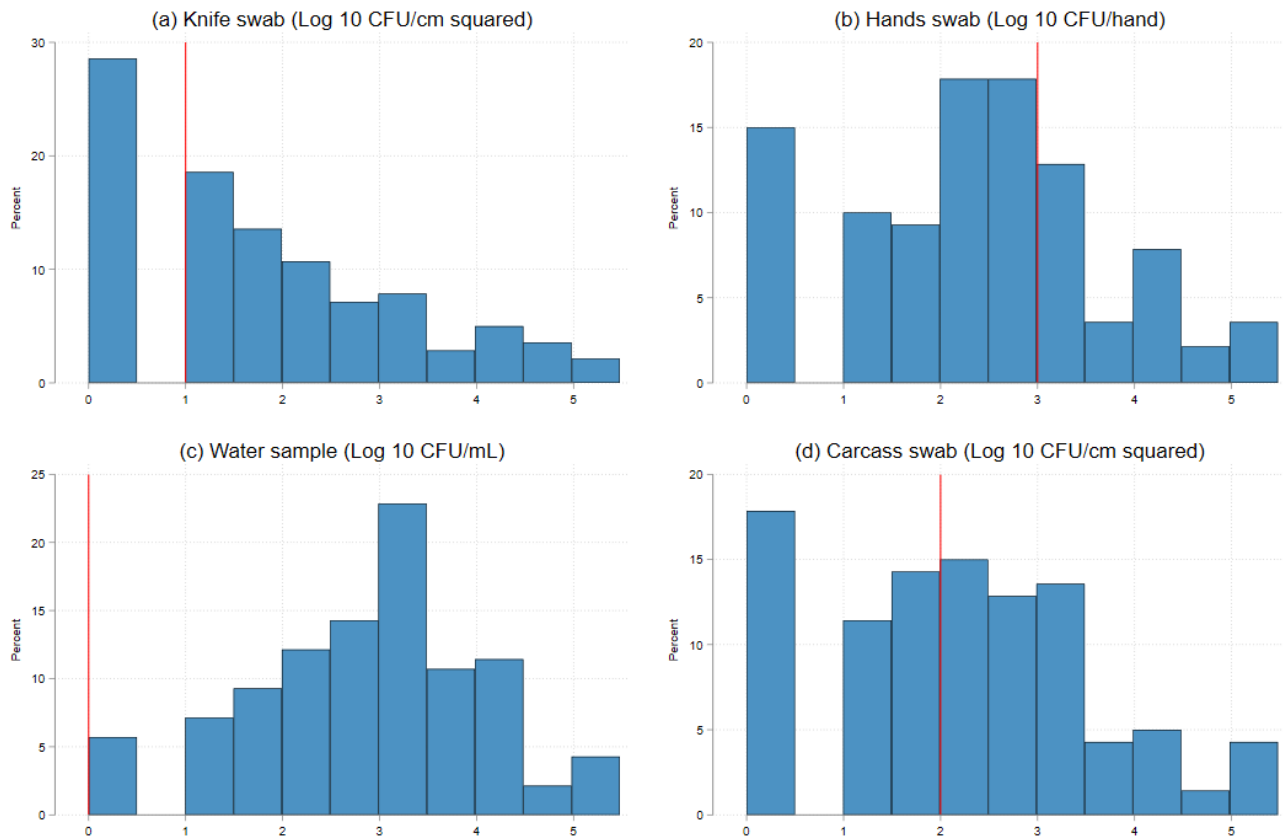 (a) Knife swab (Log 10 CFU/cm squared)
30
20
10
0
Percent
0 1 2 3 4 5
(b) Hands swab (Log 10 CFU/hand)
20
15
10
5
0
Percent
0 1 2 3 4 5
(c) Water sample (Log 10 CFU/mL)
25
20
15
10
5
0
Percent
0 1 2 3 4 5
(d) Carcass swab (Log 10 CFU/cm squared)
20
15
10
5
0
Percent
0 1 2 3 4 5